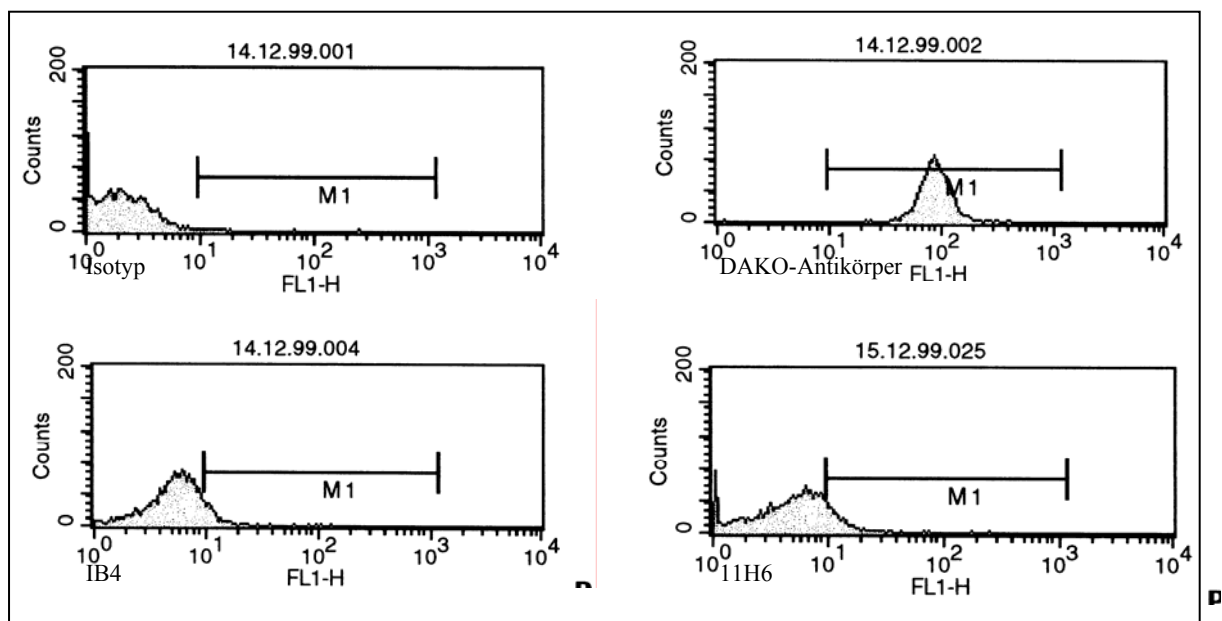 14.12.99.001
200
Counts
0
M1
10^0 10^1 10^2 10^3 10^4
Isotyp
FL1-H
14.12.99.002
200
Counts
0
M1
10^0 10^1 10^2 10^3 10^4
DAKO-Antikörper
FL1-H
14.12.99.004
200
Counts
0
M1
10^0 10^1 10^2 10^3 10^4
IB4
FL1-H
15.12.99.025
200
Counts
0
M1
10^0 10^1 10^2 10^3 10^4
11H6
FL1-H